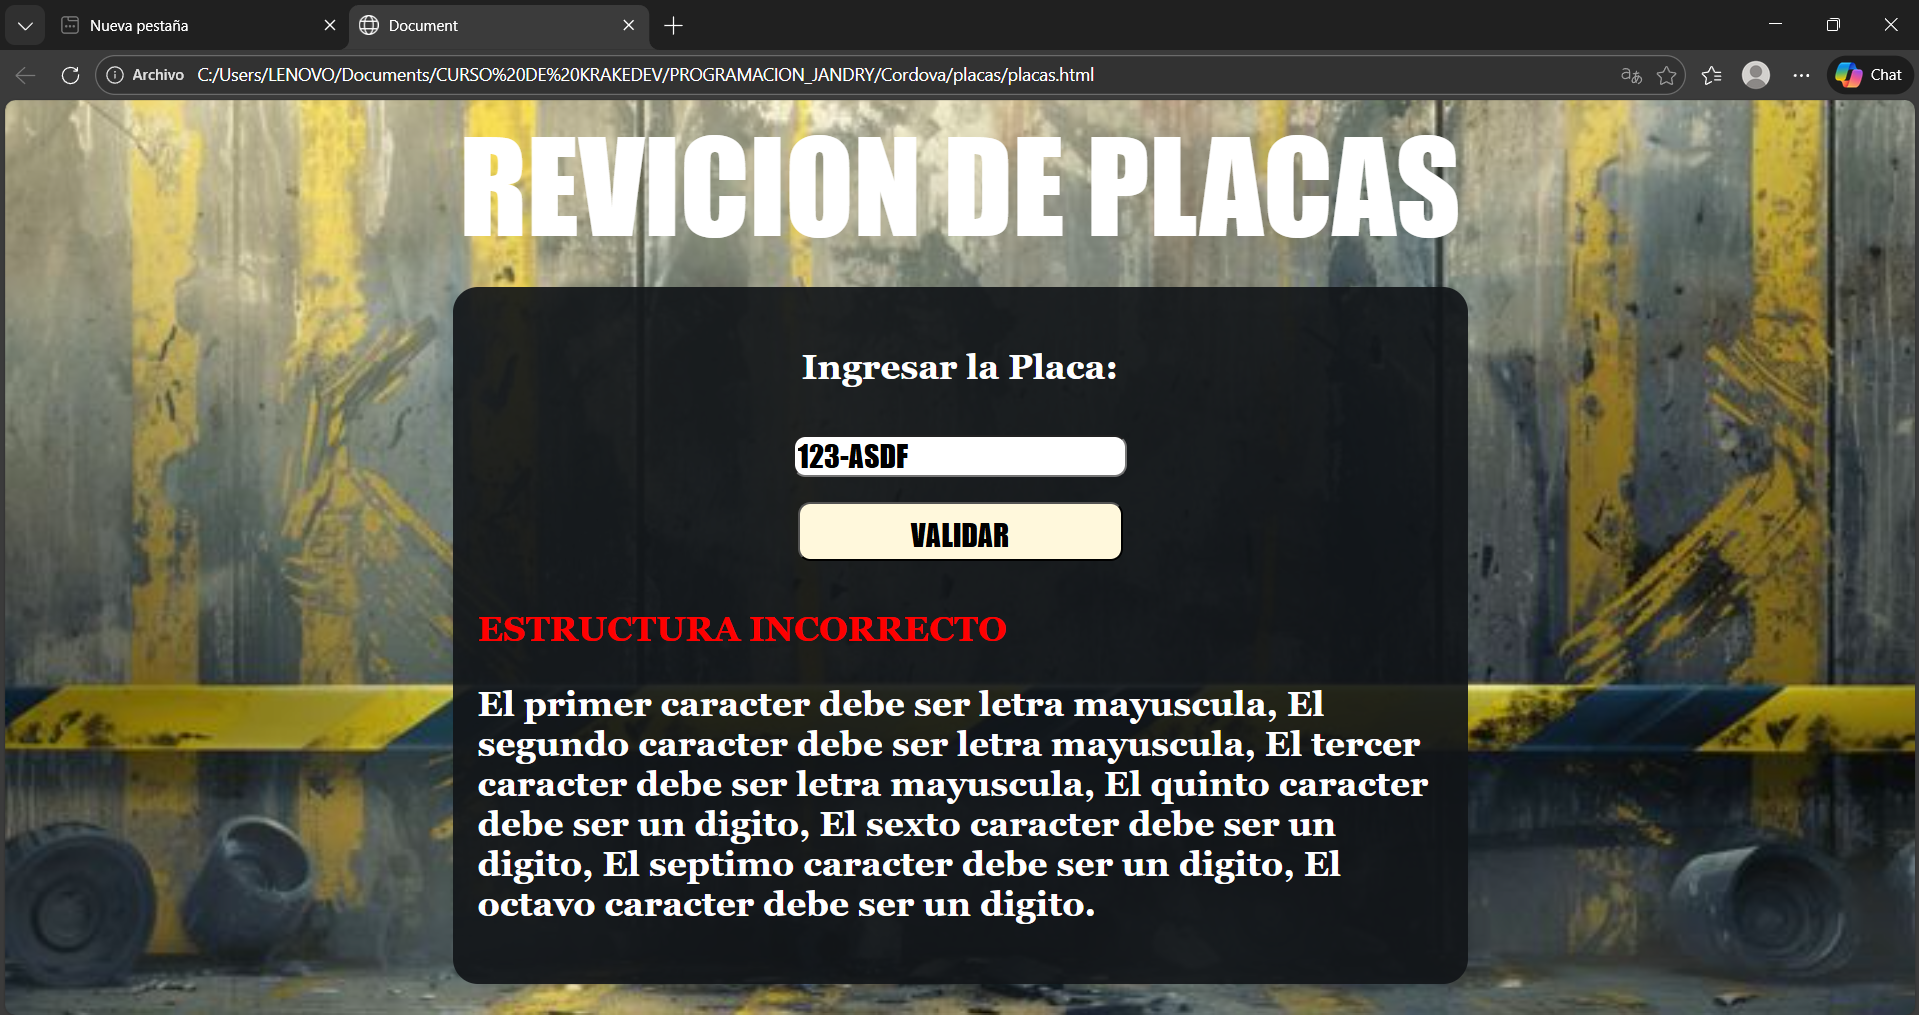 Nueva pestaña
Document
Archivo C:/Users/LENOVO/Documents/CURSO%20DE%20KRAKEDEV/PROGRAMACION_JANDRY/Cordova/placas/placas.html
Chat
REVICION DE PLACAS
Ingresar la Placa:
123-ASDF
VALIDAR
ESTRUCTURA INCORRECTO
El primer caracter debe ser letra mayuscula, El
segundo caracter debe ser letra mayuscula, El tercer
caracter debe ser letra mayuscula, El quinto caracter
debe ser un digito, El sexto caracter debe ser un
digito, El septimo caracter debe ser un digito, El
octavo caracter debe ser un digito.